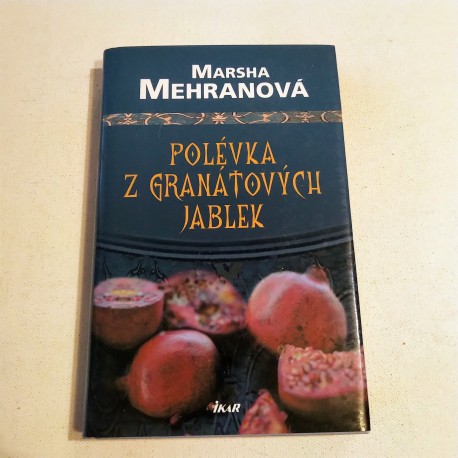 MARSHA
MEHRANOVÁ
POLÉVKA
Z GRANÁTOVÝCH
JABLEK
IKAR